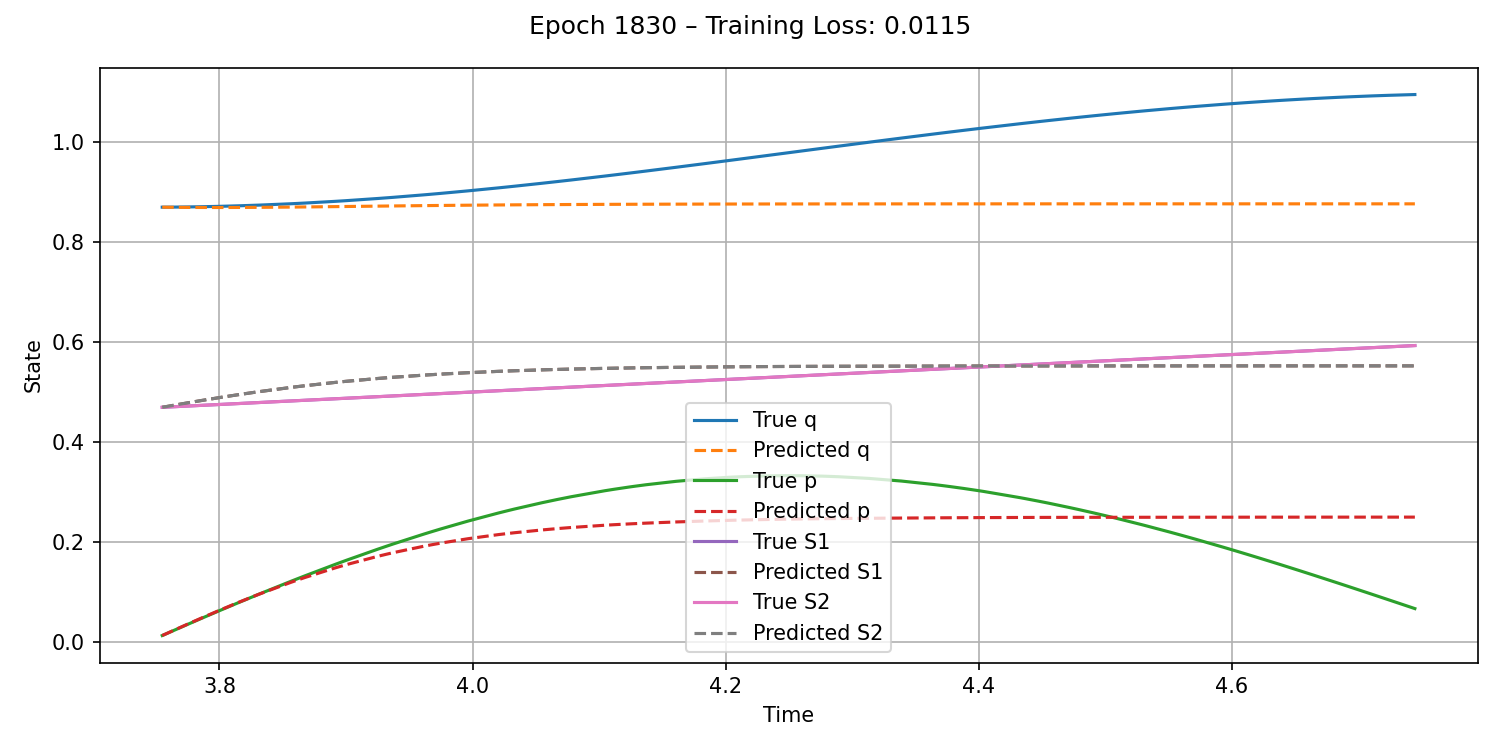 Epoch 1830 – Training Loss: 0.0115
1.0
0.8
0.6
0.4
0.2
0.0
State
True q
Predicted q
True p
Predicted p
True S1
Predicted S1
True S2
Predicted S2
3.8 4.0 4.2 4.4 4.6
Time